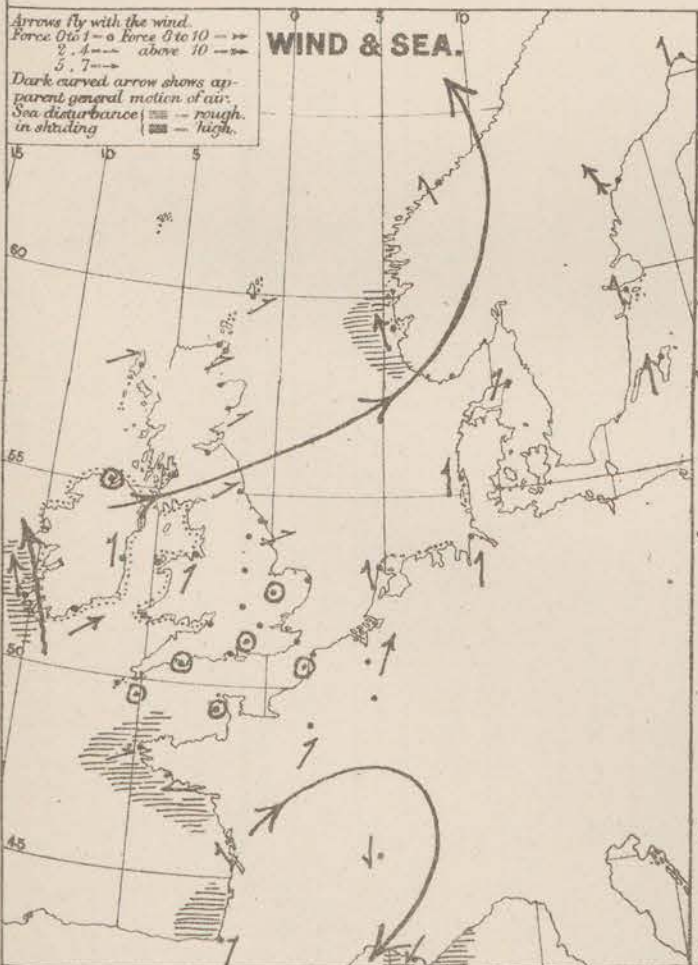 Arrows fly with the wind.
Force 0 to 1 – o Force 8 to 10 – →
2 . 4 – → above 10 – →
5 . 7 – →
Dark curved arrow shows ap-
parent general motion of air.
Sea disturbance { – rough.
in shading { – high.
WIND & SEA.
0 5 10
15 10 5
60
55
50
45